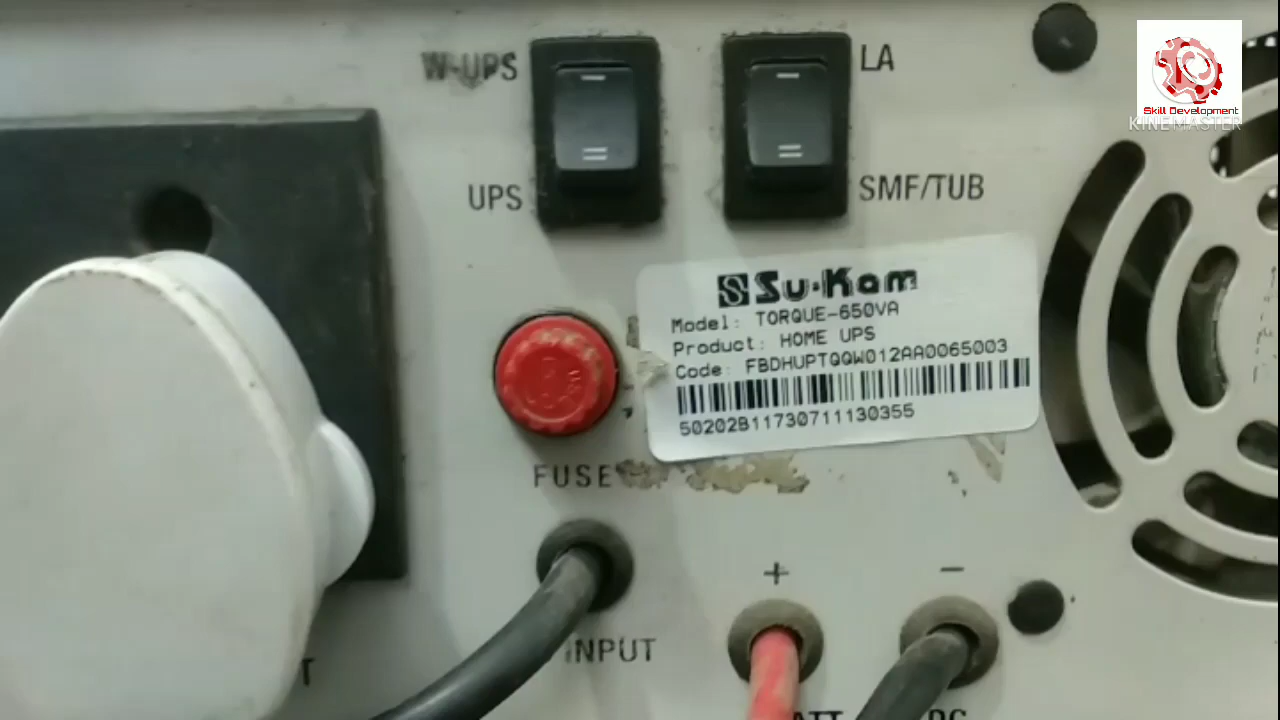 W-UPS
UPS
LA
SMF/TUB
Skill Development
KINEMASTER
Su-Kam
Model: TORQUE-650VA
Product: HOME UPS
Code: FBDHUPTQQW012AA0065003
50202B11730711130355
FUSE
INPUT
+ −